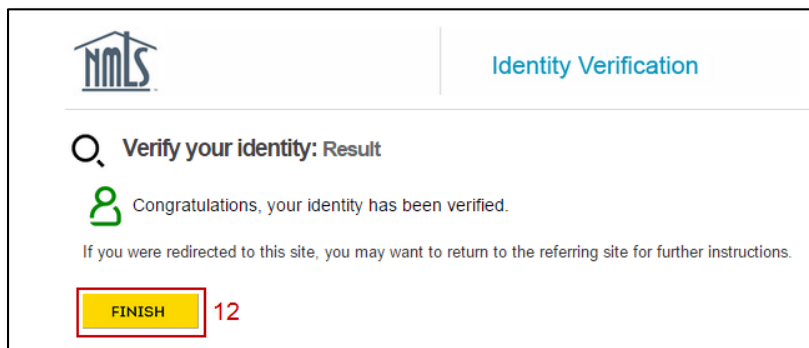 NMLS
Identity Verification
Verify your identity: Result
Congratulations, your identity has been verified.
If you were redirected to this site, you may want to return to the referring site for further instructions.
FINISH 12